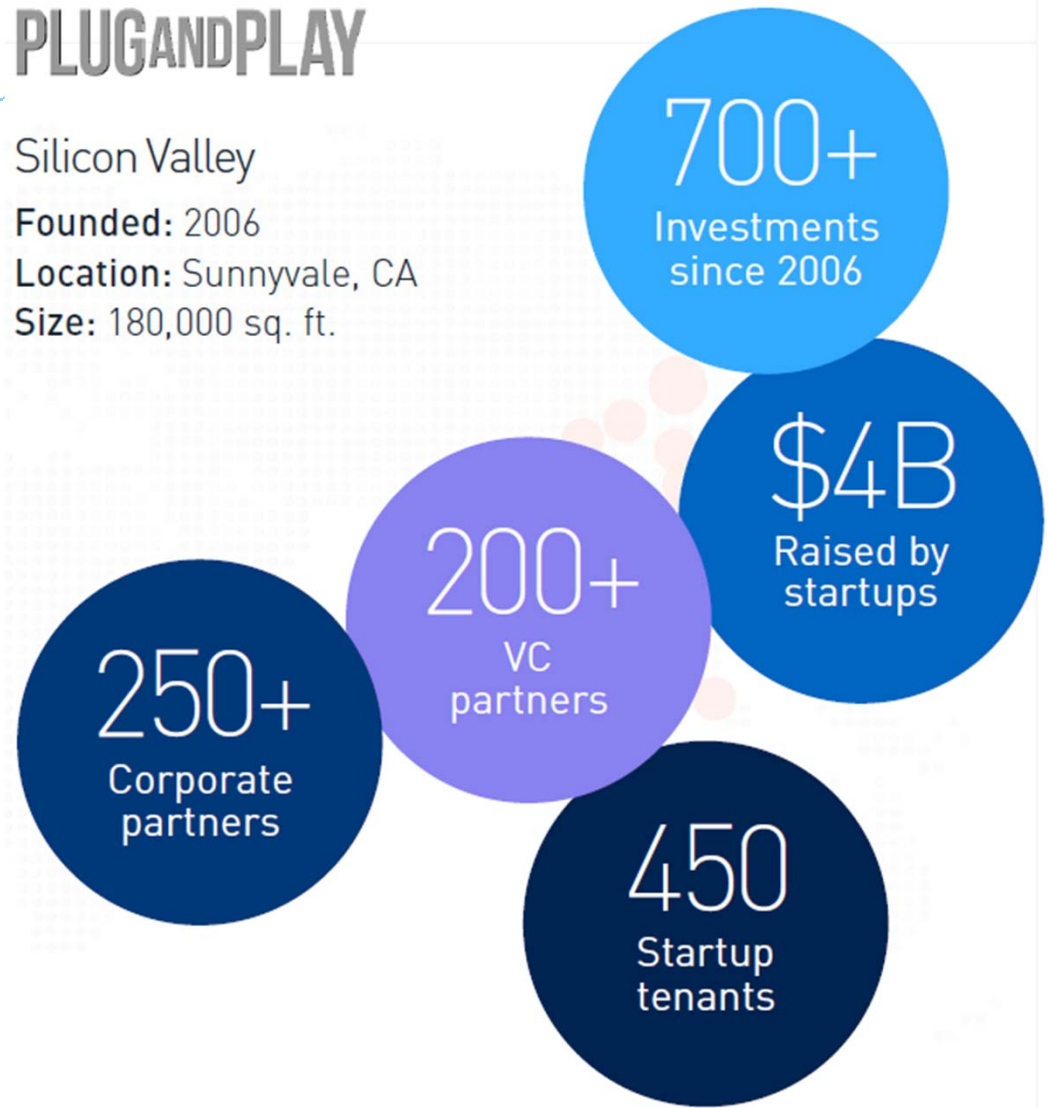 PLUGANDPLAY
Silicon Valley
Founded: 2006
Location: Sunnyvale, CA
Size: 180,000 sq. ft.
700+
Investments
since 2006
$4B
Raised by
startups
200+
VC
partners
250+
Corporate
partners
450
Startup
tenants